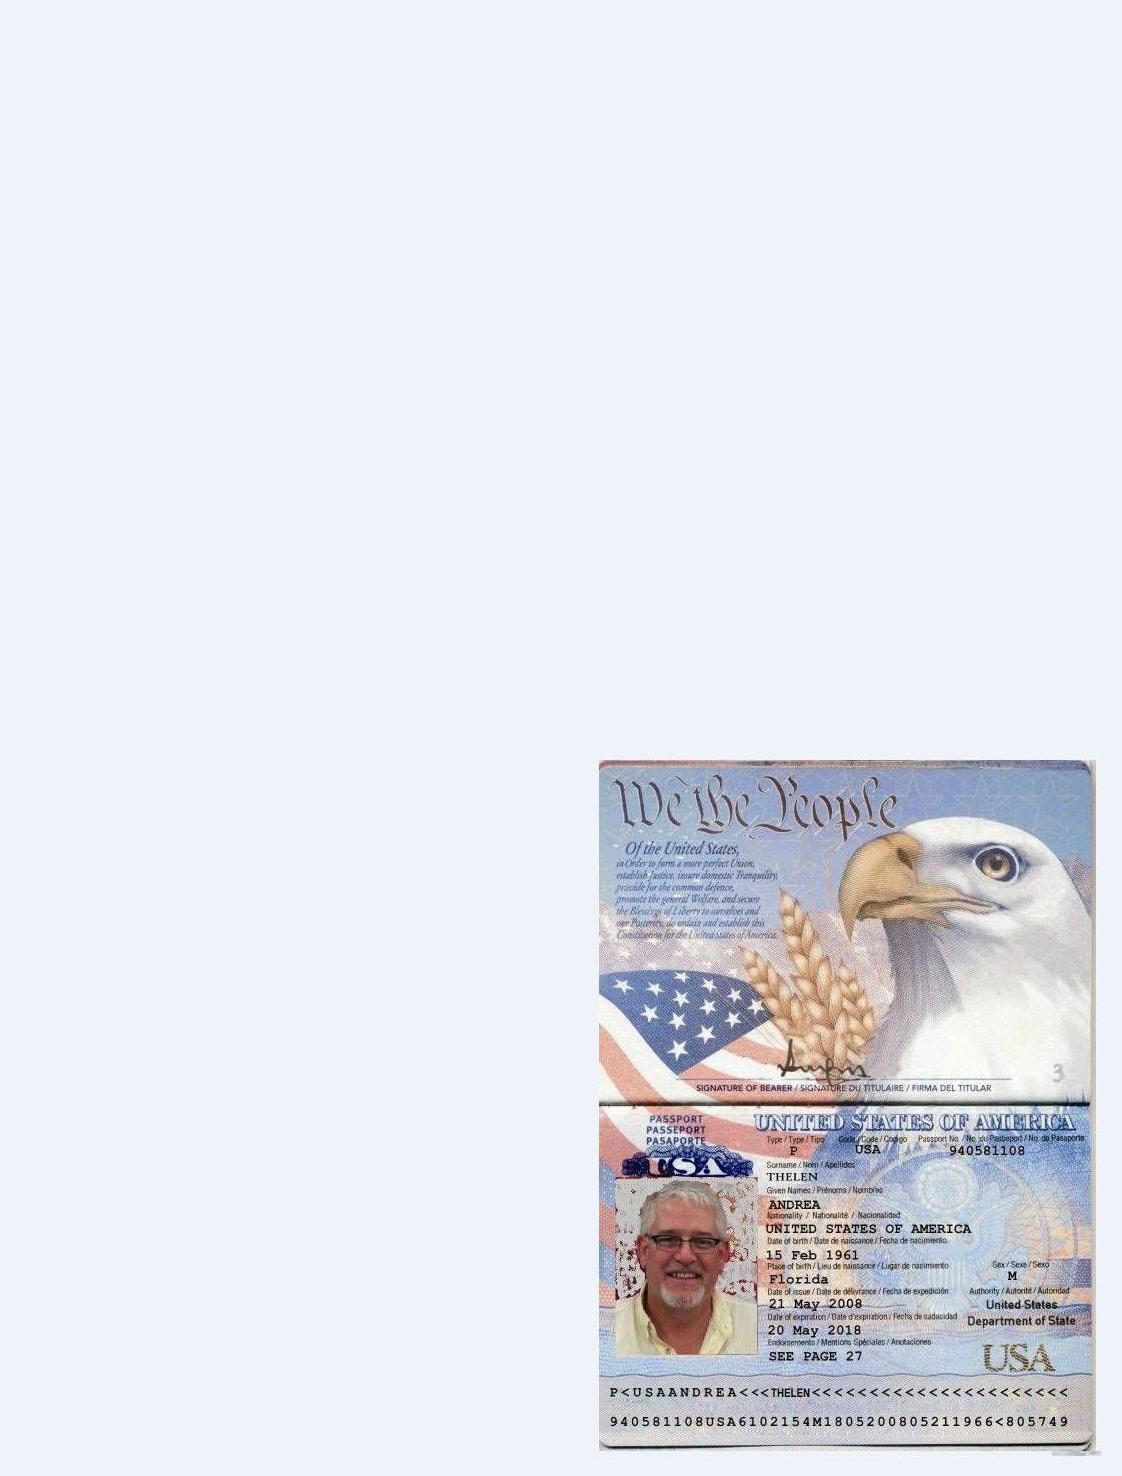 We the People
Of the United States,
in Order to form a more perfect Union,
establish Justice, insure domestic Tranquility,
provide for the common defence,
promote the general Welfare, and secure
the Blessings of Liberty to ourselves and
our Posterity, do ordain and establish this
Constitution for the United States of America.
3
SIGNATURE OF BEARER / SIGNATURE DU TITULAIRE / FIRMA DEL TITULAR
PASSPORT
PASSEPORT
PASAPORTE
USA
UNITED STATES OF AMERICA
Type / Type / Tipo Code / Code / Codigo Passport No. / No. du Passeport / No. de Pasaporte
P USA 940581108
Surname / Nom / Apellidos
THELEN
Given Names / Prénoms / Nombres
ANDREA
Nationality / Nationalité / Nacionalidad
UNITED STATES OF AMERICA
Date of birth / Date de naissance / Fecha de nacimiento
15 Feb 1961
Place of birth / Lieu de naissance / Lugar de nacimiento Sex / Sexe / Sexo
Florida M
Date of issue / Date de délivrance / Fecha de expedición Authority / Autorité / Autoridad
21 May 2008 United States
Date of expiration / Date d'expiration / Fecha de caducidad Department of State
20 May 2018
Endorsements / Mentions Spéciales / Anotaciones
SEE PAGE 27
USA
P<USAANDREA<<<THELEN<<<<<<<<<<<<<<<<<<<<<<<
940581108USA6102154M1805200805211966<805749